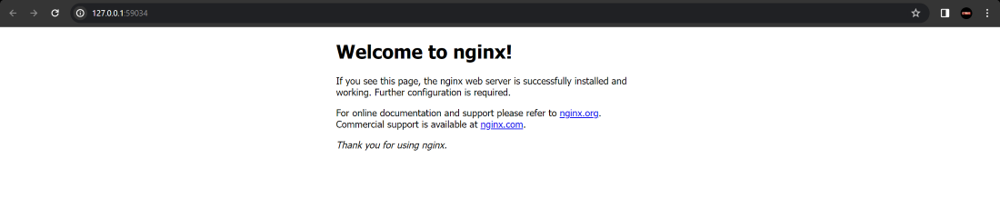 127.0.0.1:59034
Welcome to nginx!
If you see this page, the nginx web server is successfully installed and
working. Further configuration is required.
For online documentation and support please refer to nginx.org.
Commercial support is available at nginx.com.
Thank you for using nginx.